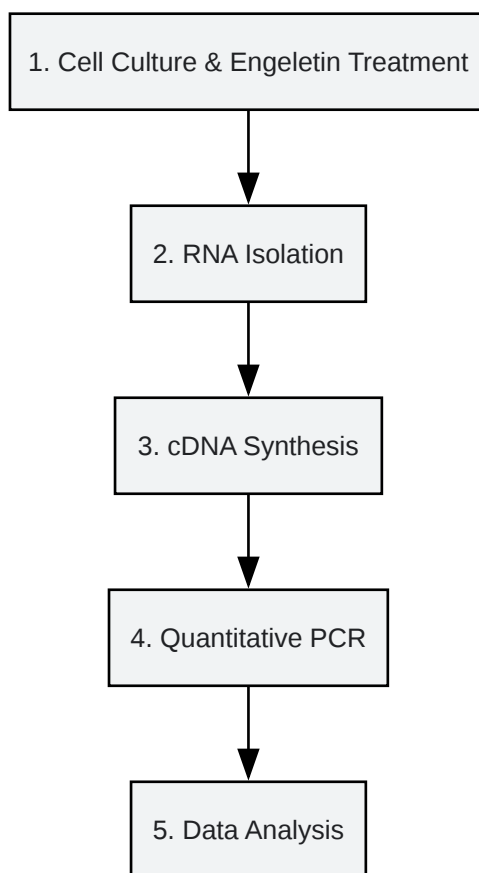 1. Cell Culture & Engeletin Treatment
2. RNA Isolation
3. cDNA Synthesis
4. Quantitative PCR
5. Data Analysis